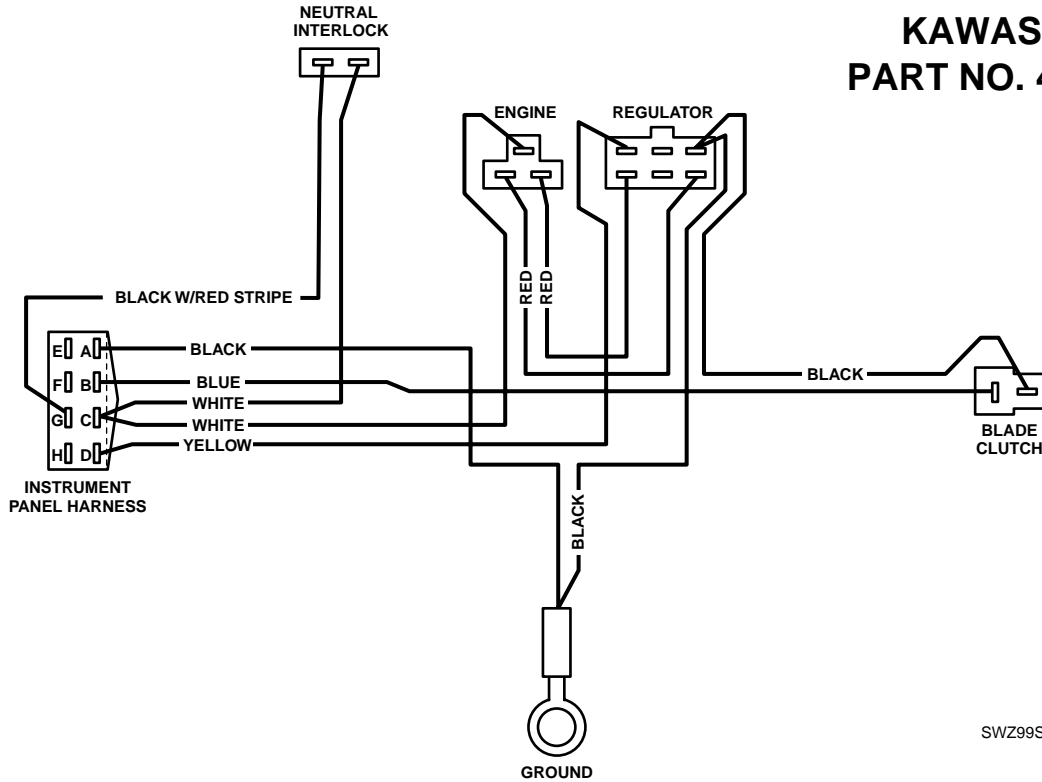 NEUTRAL
INTERLOCK
KAWAS
PART NO. 4
ENGINE
REGULATOR
BLACK W/RED STRIPE
RED
RED
E A
BLACK
F B
BLUE
BLACK
WHITE
G C
WHITE
YELLOW
H D
BLADE
CLUTCH
INSTRUMENT
PANEL HARNESS
BLACK
SWZ99S
GROUND